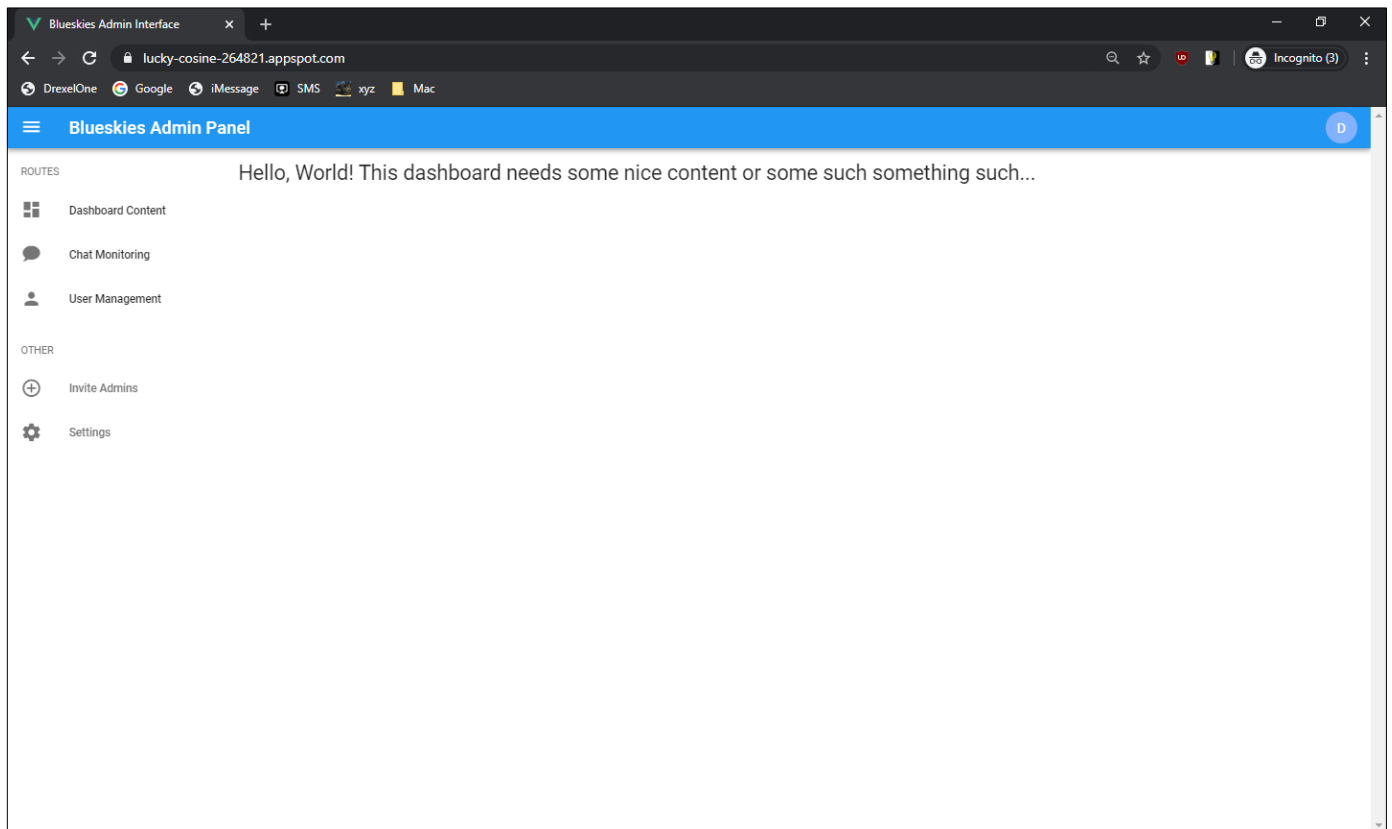 Blueskies Admin Interface
lucky-cosine-264821.appspot.com
Incognito (3)
DrexelOne Google iMessage SMS xyz Mac
Blueskies Admin Panel
D
ROUTES
Hello, World! This dashboard needs some nice content or some such something such...
Dashboard Content
Chat Monitoring
User Management
OTHER
Invite Admins
Settings